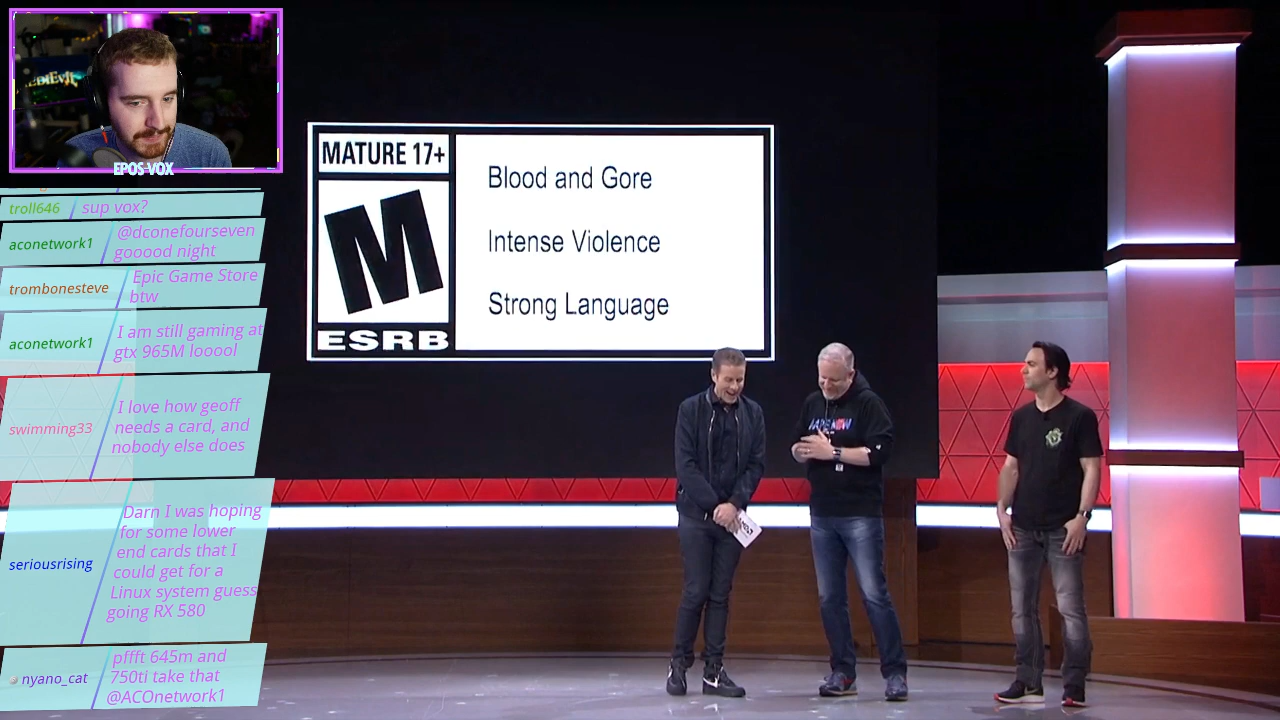 EPOS-VOX
troll646 sup vox?
aconetwork1 @dconefourseven
gooood night
trombonesteve Epic Game Store
btw
aconetwork1 I am still gaming at
gtx 965M looool
swimming33 I love how geoff
needs a card, and
nobody else does
seriousrising Darn I was hoping
for some lower
end cards that I
could get for a
Linux system guess
going RX 580
nyano_cat pffft 645m and
750ti take that
@ACOnetwork1
MATURE 17+
M
ESRB
Blood and Gore
Intense Violence
Strong Language
AMD